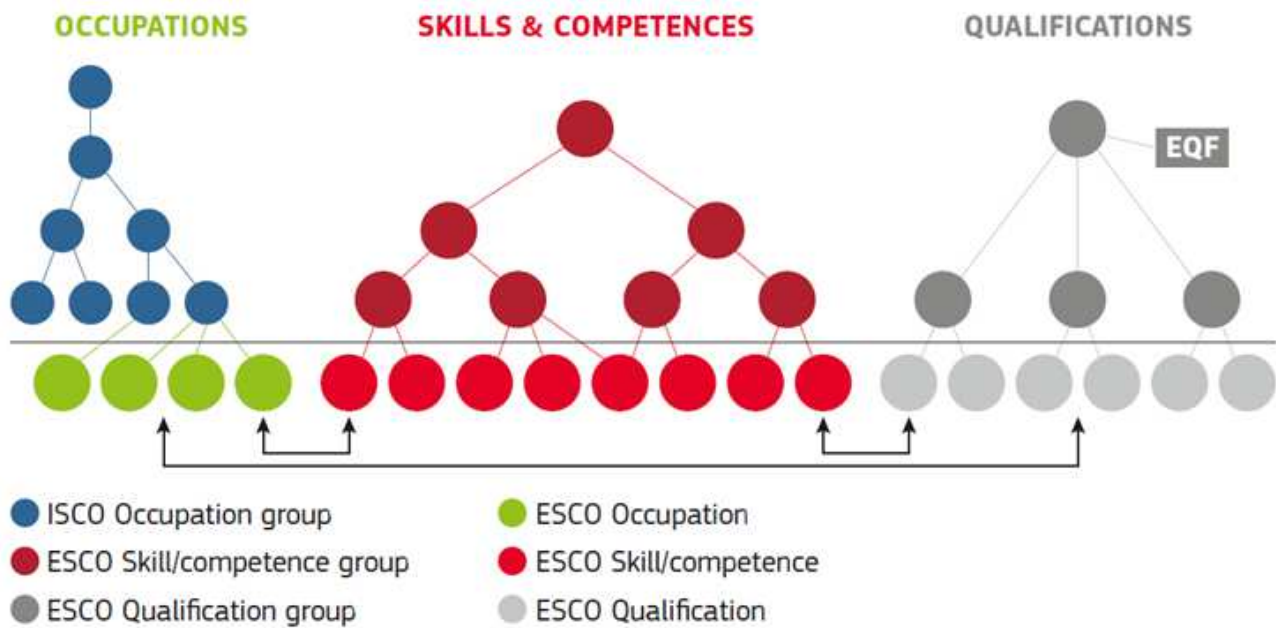 OCCUPATIONS
SKILLS & COMPETENCES
QUALIFICATIONS
EQF
ISCO Occupation group
ESCO Occupation
ESCO Skill/competence group
ESCO Skill/competence
ESCO Qualification group
ESCO Qualification